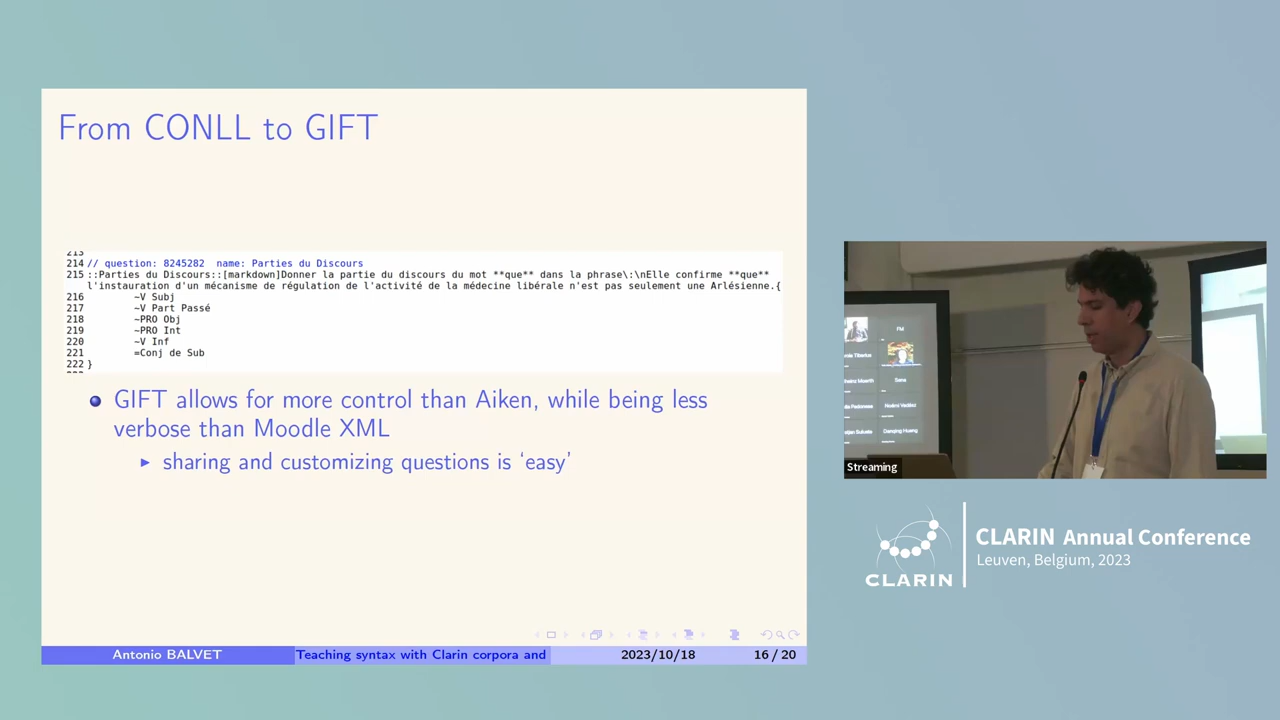 From CONLL to GIFT
214 // question: 8245282 name: Parties du Discours
215 ::Parties du Discours::[markdown]Donner la partie du discours du mot **que** dans la phrase\:\nElle confirme **que**
l'instauration d'un mécanisme de régulation de l'activité de la médecine libérale n'est pas seulement une Arlésienne.{
216 ~V Subj
217 ~V Part Passé
218 ~PRO Obj
219 ~PRO Int
220 ~V Inf
221 =Conj de Sub
222 }
GIFT allows for more control than Aiken, while being less
verbose than Moodle XML
sharing and customizing questions is ‘easy’
Antonio BALVET
Teaching syntax with Clarin corpora and
2023/10/18
16 / 20
Streaming
CLARIN
CLARIN Annual Conference
Leuven, Belgium, 2023